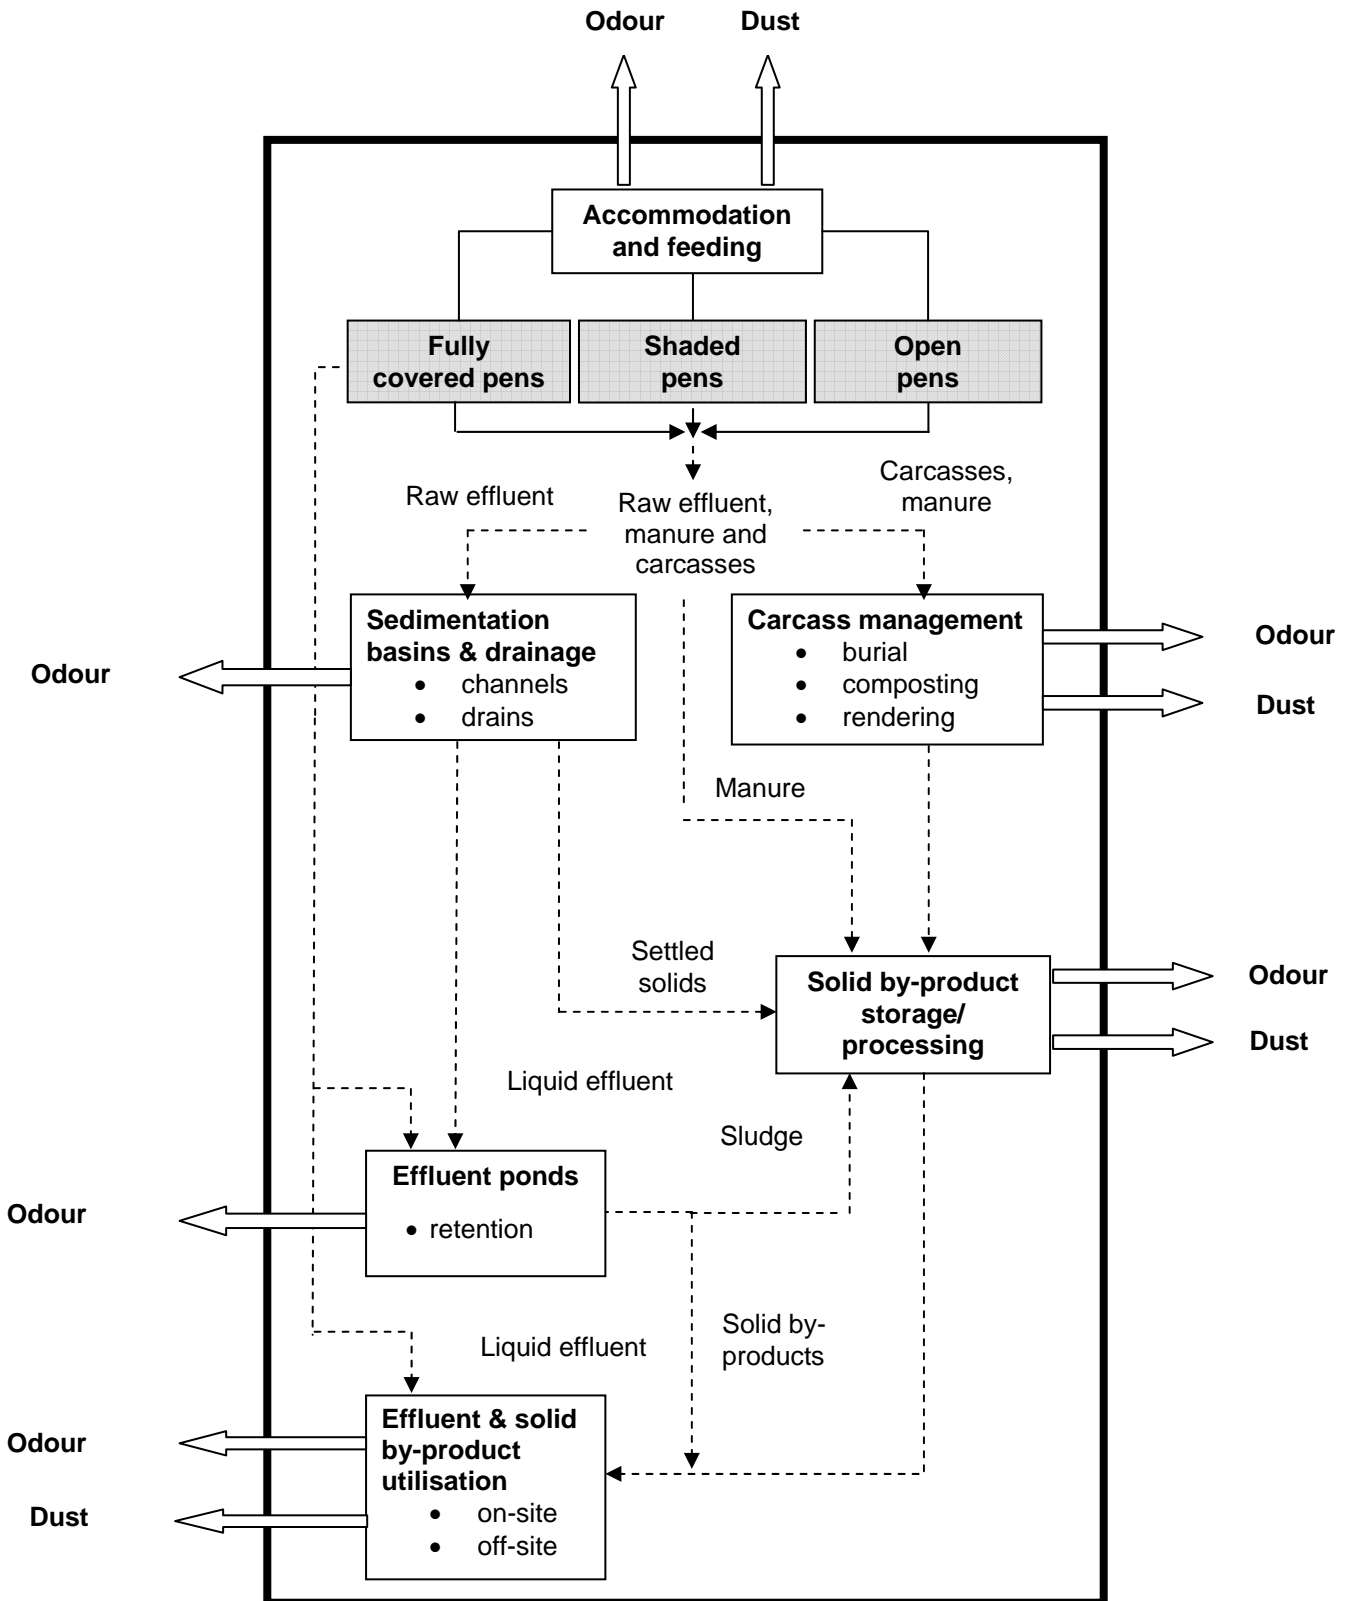 Odour
Dust
Accommodation
and feeding
Fully
covered pens
Shaded
pens
Open
pens
Raw effluent
Raw effluent,
manure and
carcasses
Carcasses,
manure
Sedimentation
basins & drainage
• channels
• drains
Carcass management
• burial
• composting
• rendering
Odour
Odour
Dust
Manure
Settled
solids
Solid by-product
storage/
processing
Odour
Dust
Liquid effluent
Sludge
Effluent ponds
• retention
Odour
Liquid effluent
Solid by-
products
Effluent & solid
by-product
utilisation
• on-site
• off-site
Odour
Dust